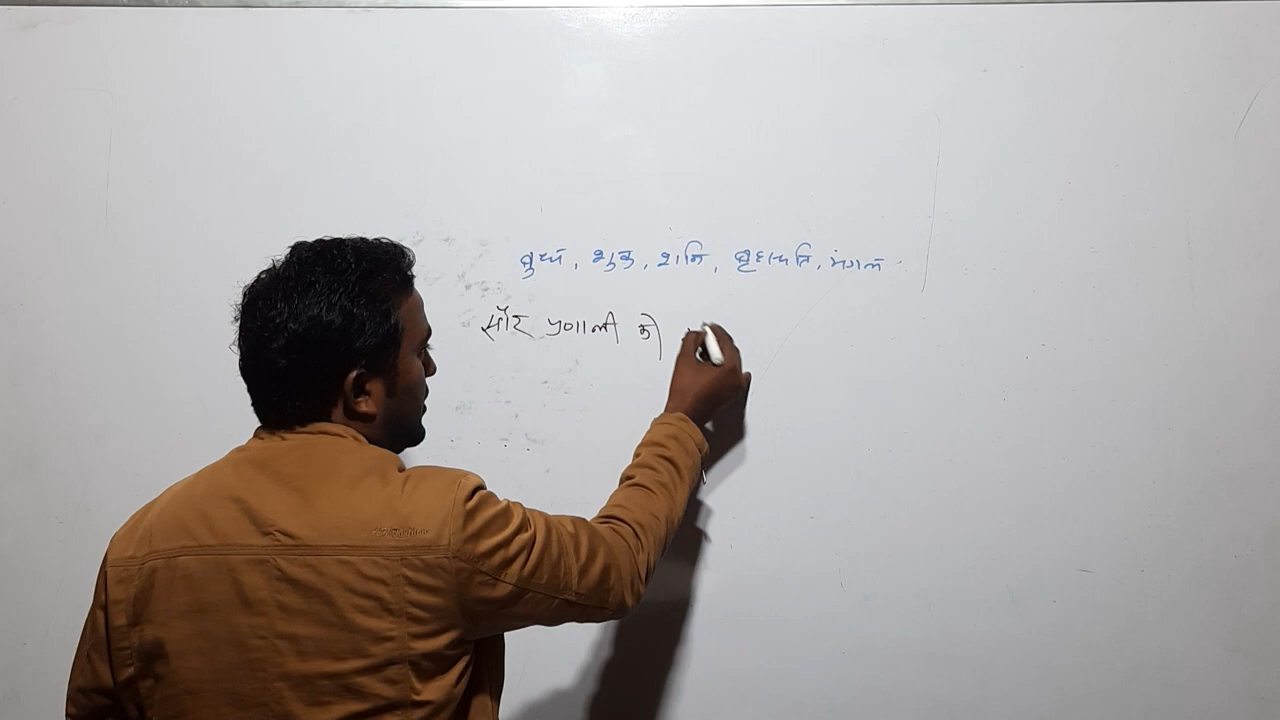 बुध, शुक्र, शनि, बृहस्पति, मंगल
सौर प्रणाली को